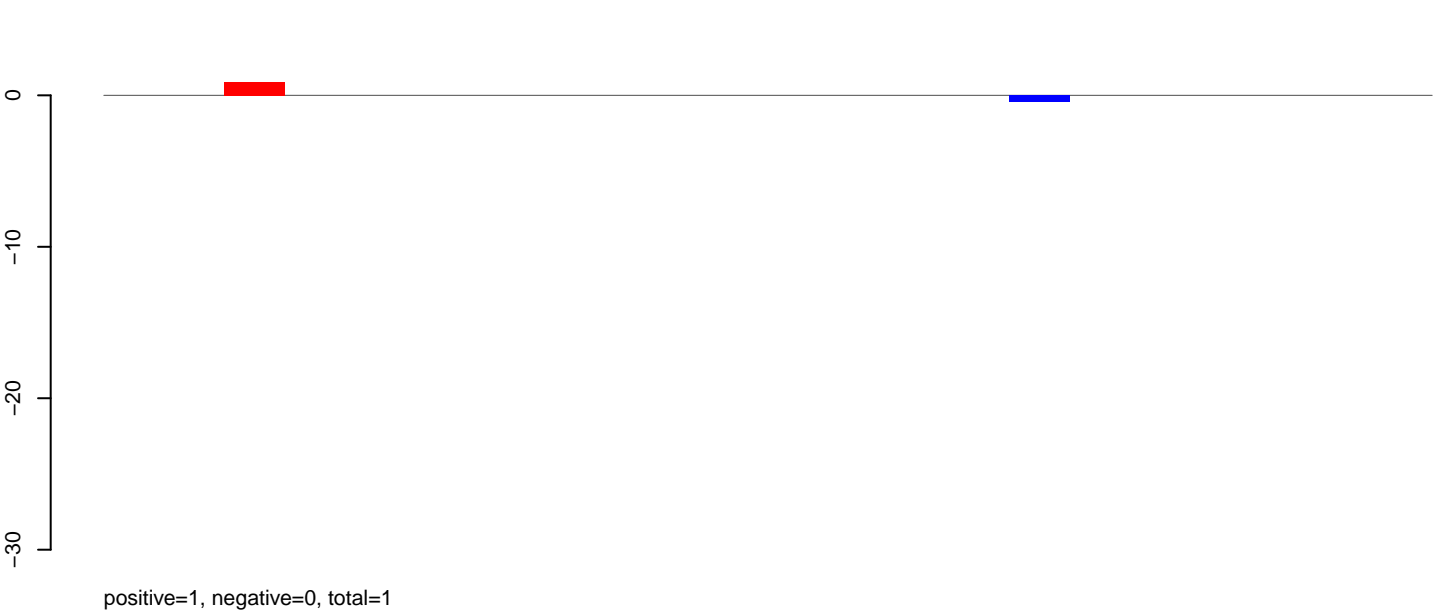 0
−10
−20
−30
positive=1, negative=0, total=1